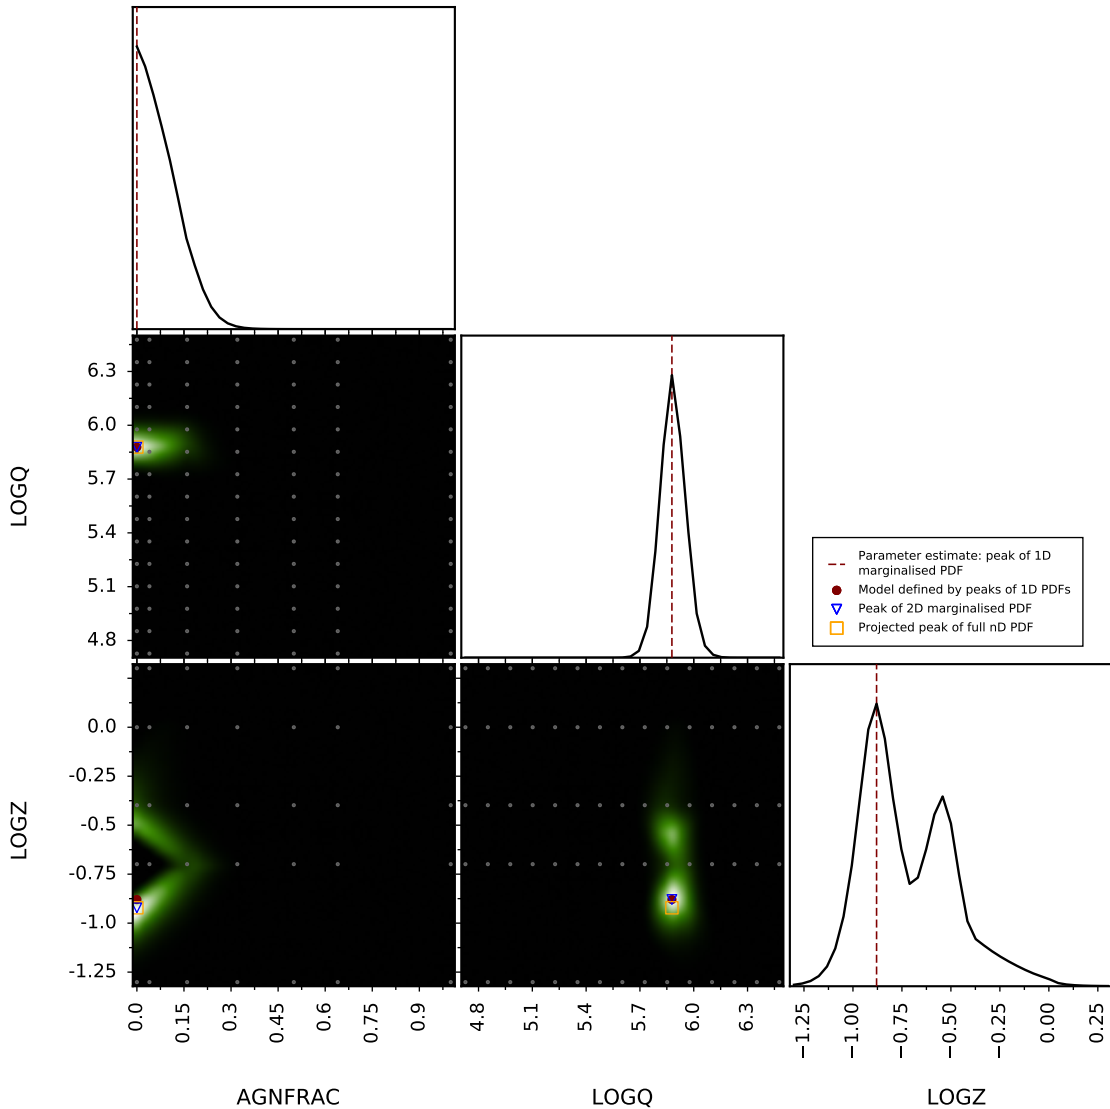 LOGQ
6.3
6.0
5.7
5.4
5.1
4.8
Parameter estimate: peak of 1D
marginalised PDF
Model defined by peaks of 1D PDFs
Peak of 2D marginalised PDF
Projected peak of full nD PDF
LOGZ
0.0
-0.25
-0.5
-0.75
-1.0
-1.25
0.0 0.15 0.3 0.45 0.6 0.75 0.9
4.8 5.1 5.4 5.7 6.0 6.3
−1.25 −1.00 −0.75 −0.50 −0.25 0.00 0.25
AGNFRAC LOGQ LOGZ